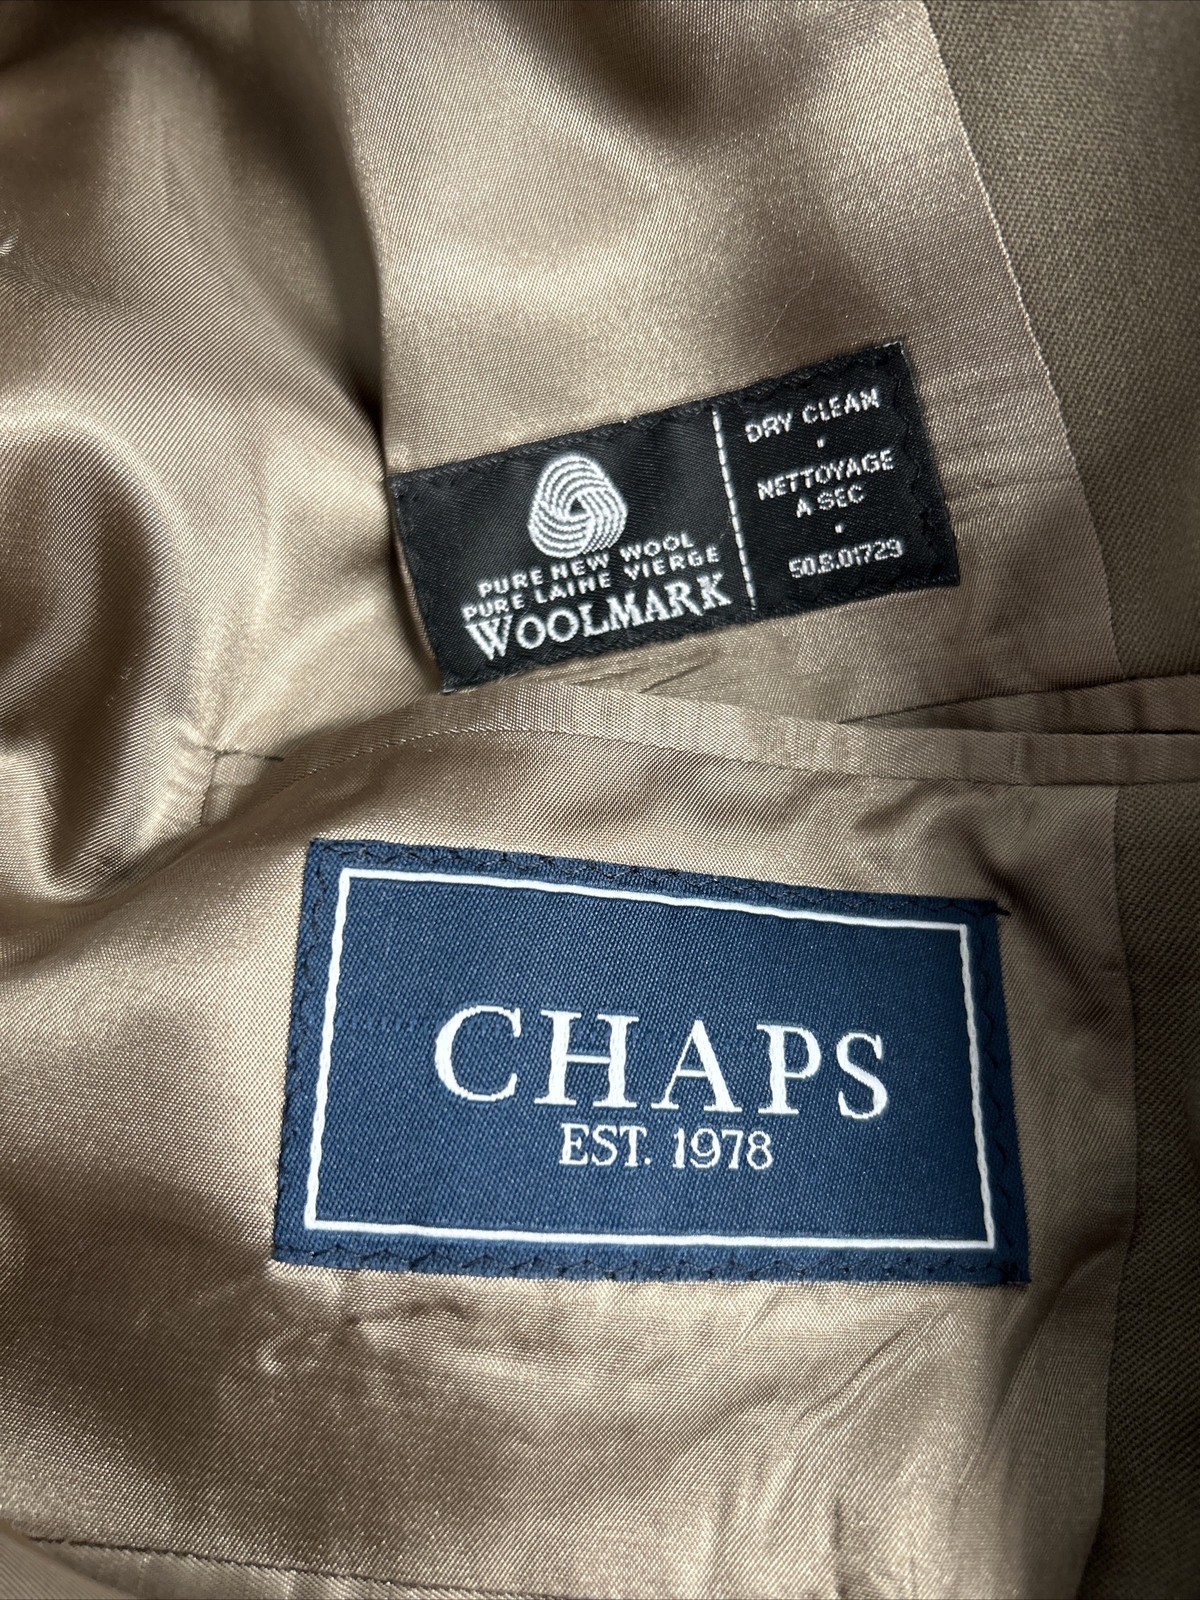 PURE NEW WOOL
PURE LAINE VIERGE
WOOLMARK
DRY CLEAN
•
NETTOYAGE
A SEC
•
50.B.01729
CHAPS
EST. 1978